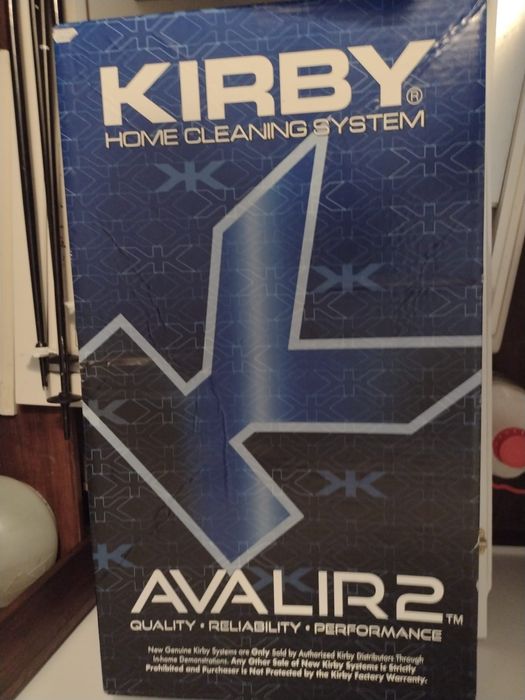 KIRBY®
HOME CLEANING SYSTEM
AVALIR 2™
QUALITY • RELIABILITY • PERFORMANCE
New Genuine Kirby Systems are Only Sold by Authorized Kirby Distributors Through
In-home Demonstrations. Any Other Sale of New Kirby Systems is Strictly
Prohibited and Purchaser is Not Protected by the Kirby Factory Warranty.